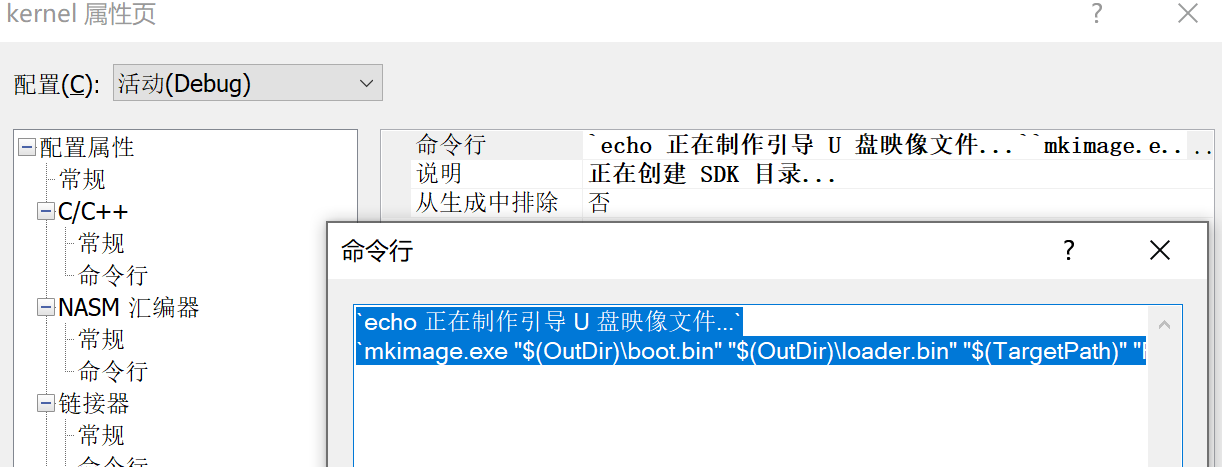 kernel 属性页
配置(C):
活动(Debug)
配置属性
常规
C/C++
常规
命令行
NASM 汇编器
常规
命令行
链接器
常规
命令行
命令行 `echo 正在制作引导 U 盘映像文件...``mkimage.e.. ..
说明 正在创建 SDK 目录...
从生成中排除 否
命令行
`echo 正在制作引导 U 盘映像文件...`
`mkimage.exe "$(OutDir)\boot.bin" "$(OutDir)\loader.bin" "$(TargetPath)"